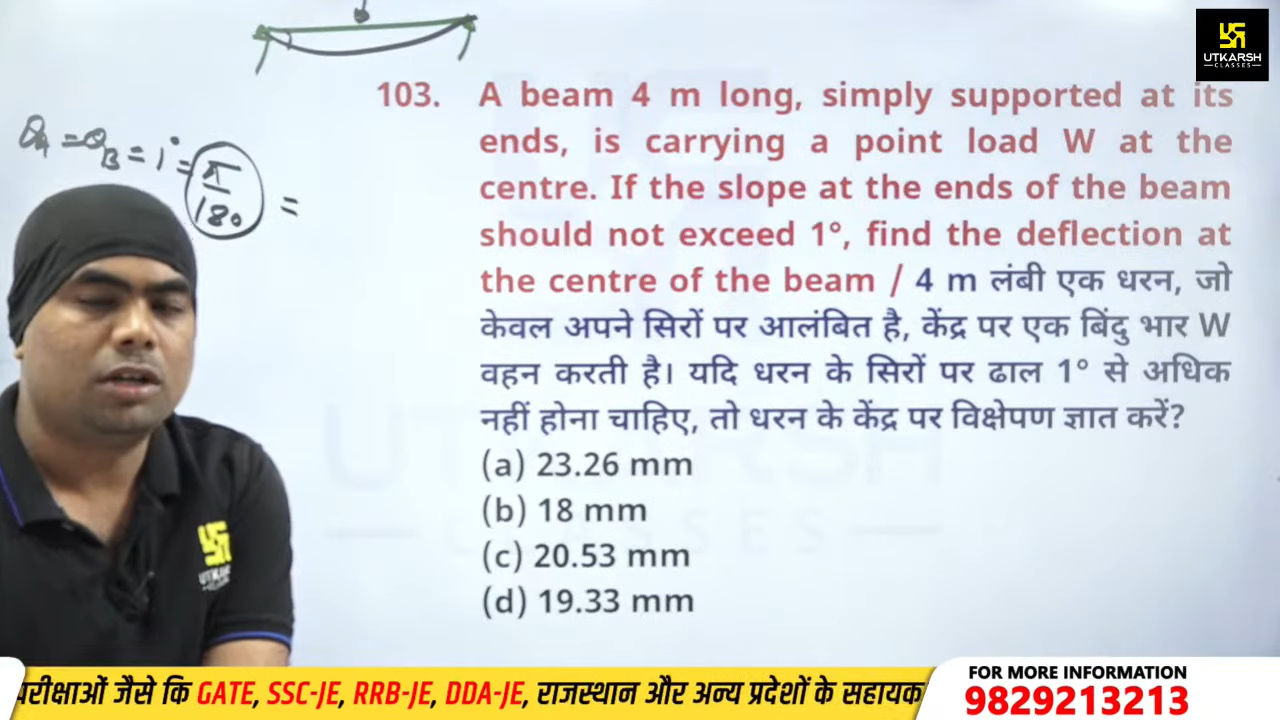 UTKARSH
CLASSES
103. A beam 4 m long, simply supported at its
ends, is carrying a point load W at the
centre. If the slope at the ends of the beam
should not exceed 1°, find the deflection at
the centre of the beam / 4 m लंबी एक धरन, जो
केवल अपने सिरों पर आलंबित है, केंद्र पर एक बिंदु भार W
वहन करती है। यदि धरन के सिरों पर ढाल 1° से अधिक
नहीं होना चाहिए, तो धरन के केंद्र पर विक्षेपण ज्ञात करें?
(a) 23.26 mm
(b) 18 mm
(c) 20.53 mm
(d) 19.33 mm
θA = θB = 1° = π/180 =
UTKARSH
UTKARSH
CLASSES
परीक्षाओं जैसे कि GATE, SSC-JE, RRB-JE, DDA-JE, राजस्थान और अन्य प्रदेशों के सहायक
FOR MORE INFORMATION
9829213213